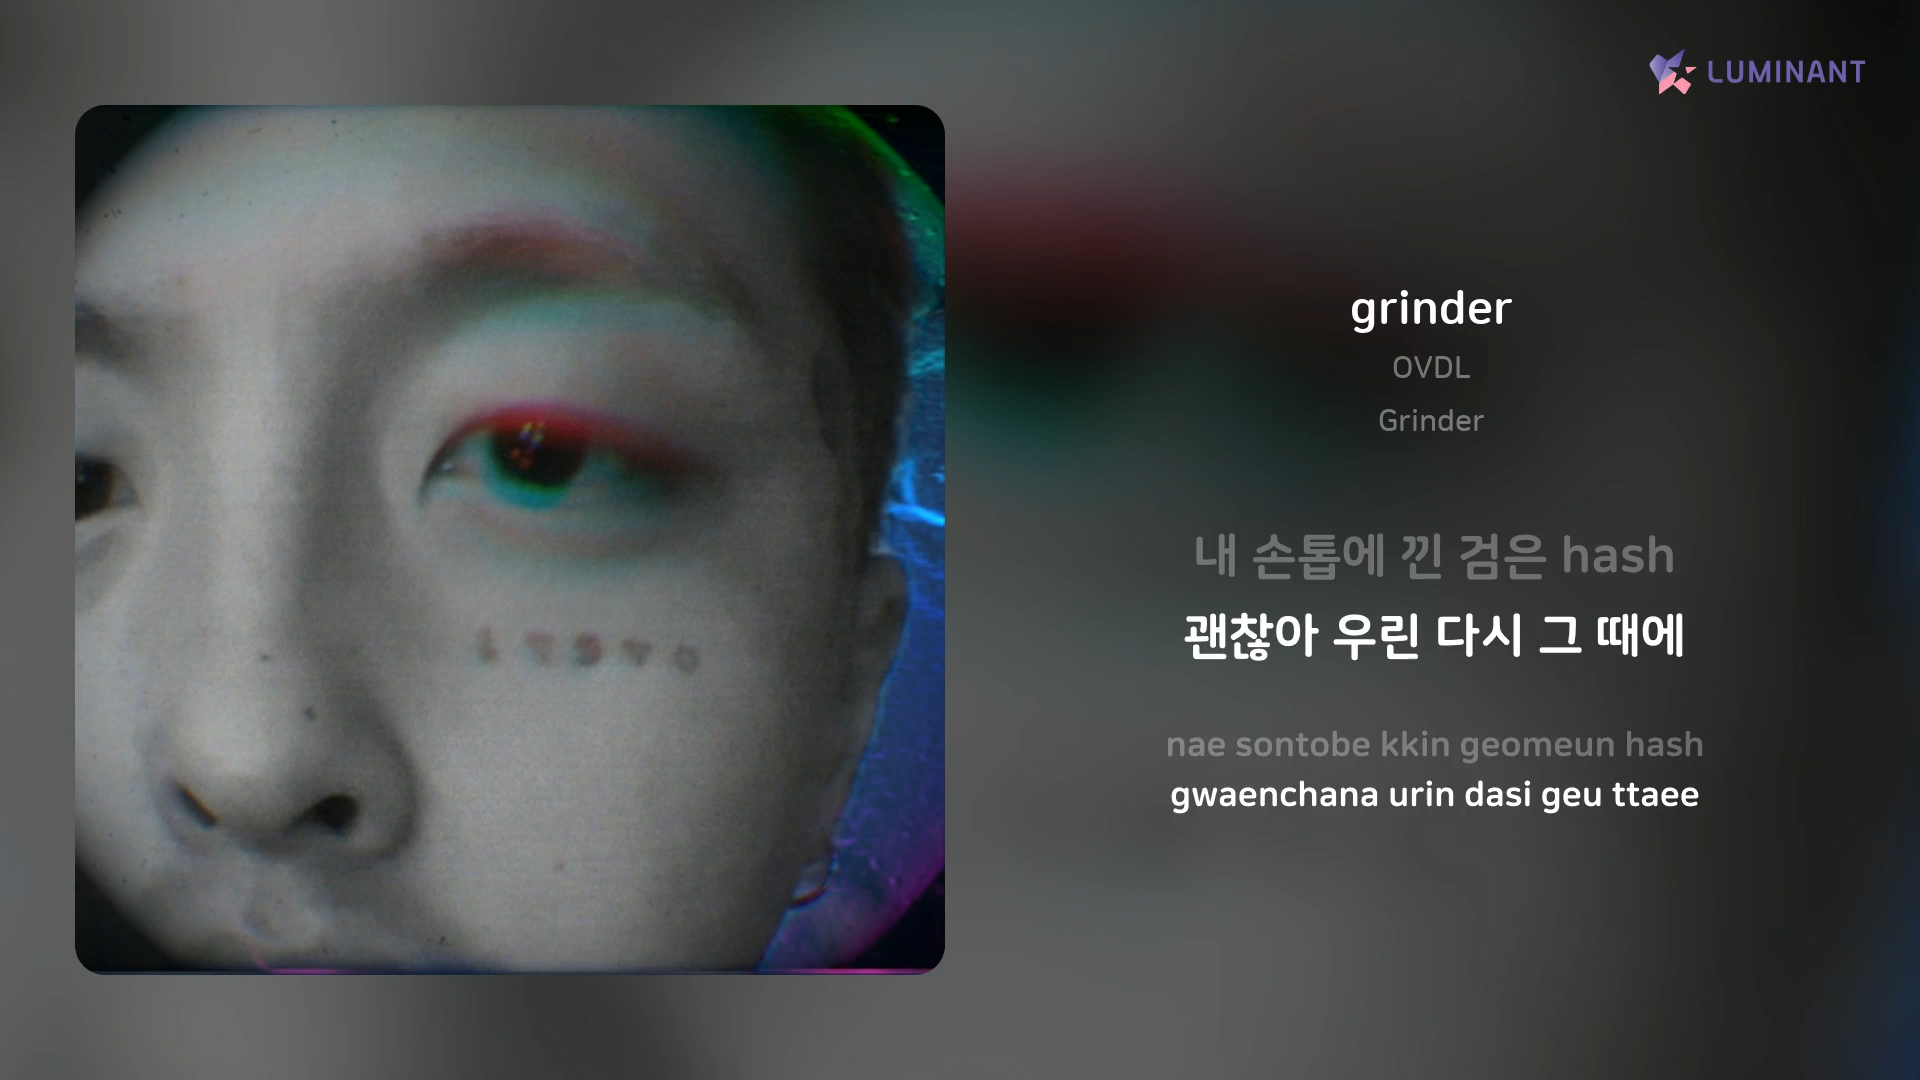 LUMINANT
grinder
OVDL
Grinder
내 손톱에 낀 검은 hash
괜찮아 우린 다시 그 때에
nae sontobe kkin geomeun hash
gwaenchana urin dasi geu ttaee